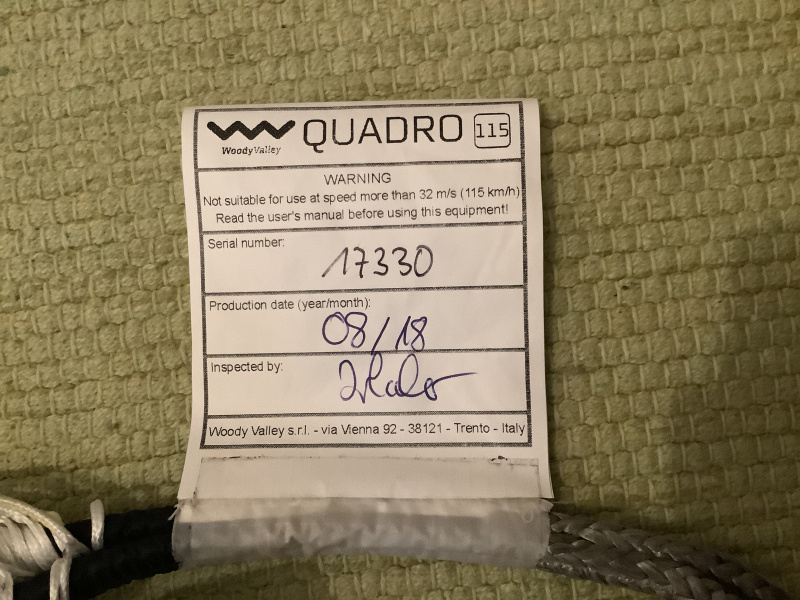 QUADRO 115
WoodyValley
WARNING
Not suitable for use at speed more than 32 m/s (115 km/h)
Read the user's manual before using this equipment!
Serial number:
17330
Production date (year/month):
08/18
Inspected by:
Woody Valley s.r.l. - via Vienna 92 - 38121 - Trento - Italy